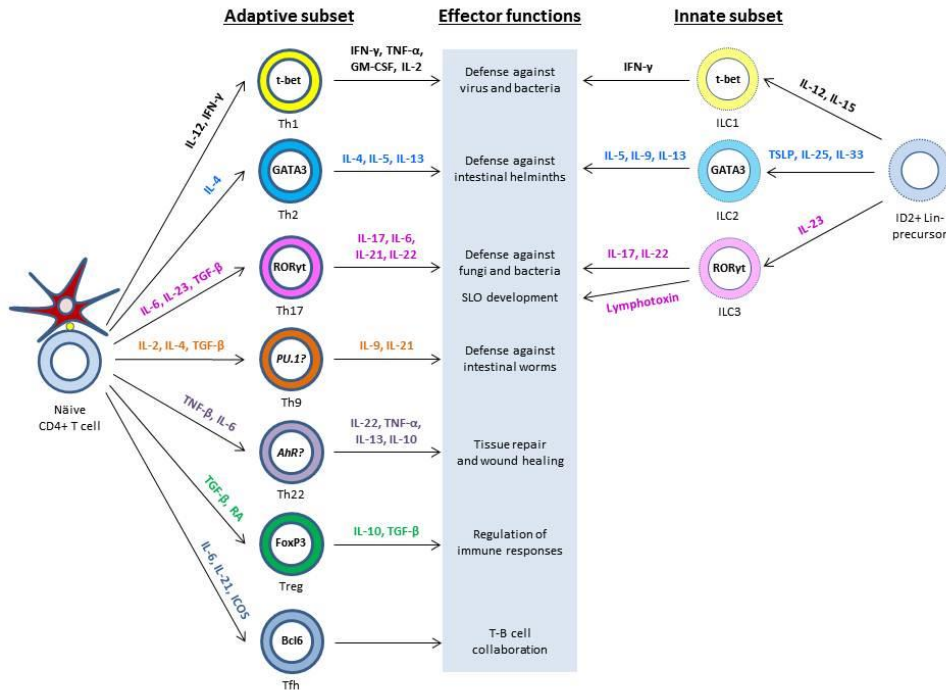 Adaptive subset
Effector functions
Innate subset
IL-12, IFN-γ
t-bet
Th1
IFN-γ, TNF-α,
GM-CSF, IL-2
Defense against
virus and bacteria
IFN-γ
t-bet
ILC1
IL-12, IL-15
IL-4
GATA3
Th2
IL-4, IL-5, IL-13
Defense against
intestinal helminths
IL-5, IL-9, IL-13
GATA3
ILC2
TSLP, IL-25, IL-33
ID2+ Lin-
precursor
IL-6, IL-23, TGF-β
RORγt
Th17
IL-17, IL-6,
IL-21, IL-22
Defense against
fungi and bacteria
SLO development
IL-17, IL-22
Lymphotoxin
RORγt
ILC3
IL-23
Näive
CD4+ T cell
IL-2, IL-4, TGF-β
PU.1?
Th9
IL-9, IL-21
Defense against
intestinal worms
TNF-β, IL-6
AhR?
Th22
IL-22, TNF-α,
IL-13, IL-10
Tissue repair
and wound healing
TGF-β, RA
FoxP3
Treg
IL-10, TGF-β
Regulation of
immune responses
IL-6, IL-21, ICOS
Bcl6
Tfh
T-B cell
collaboration